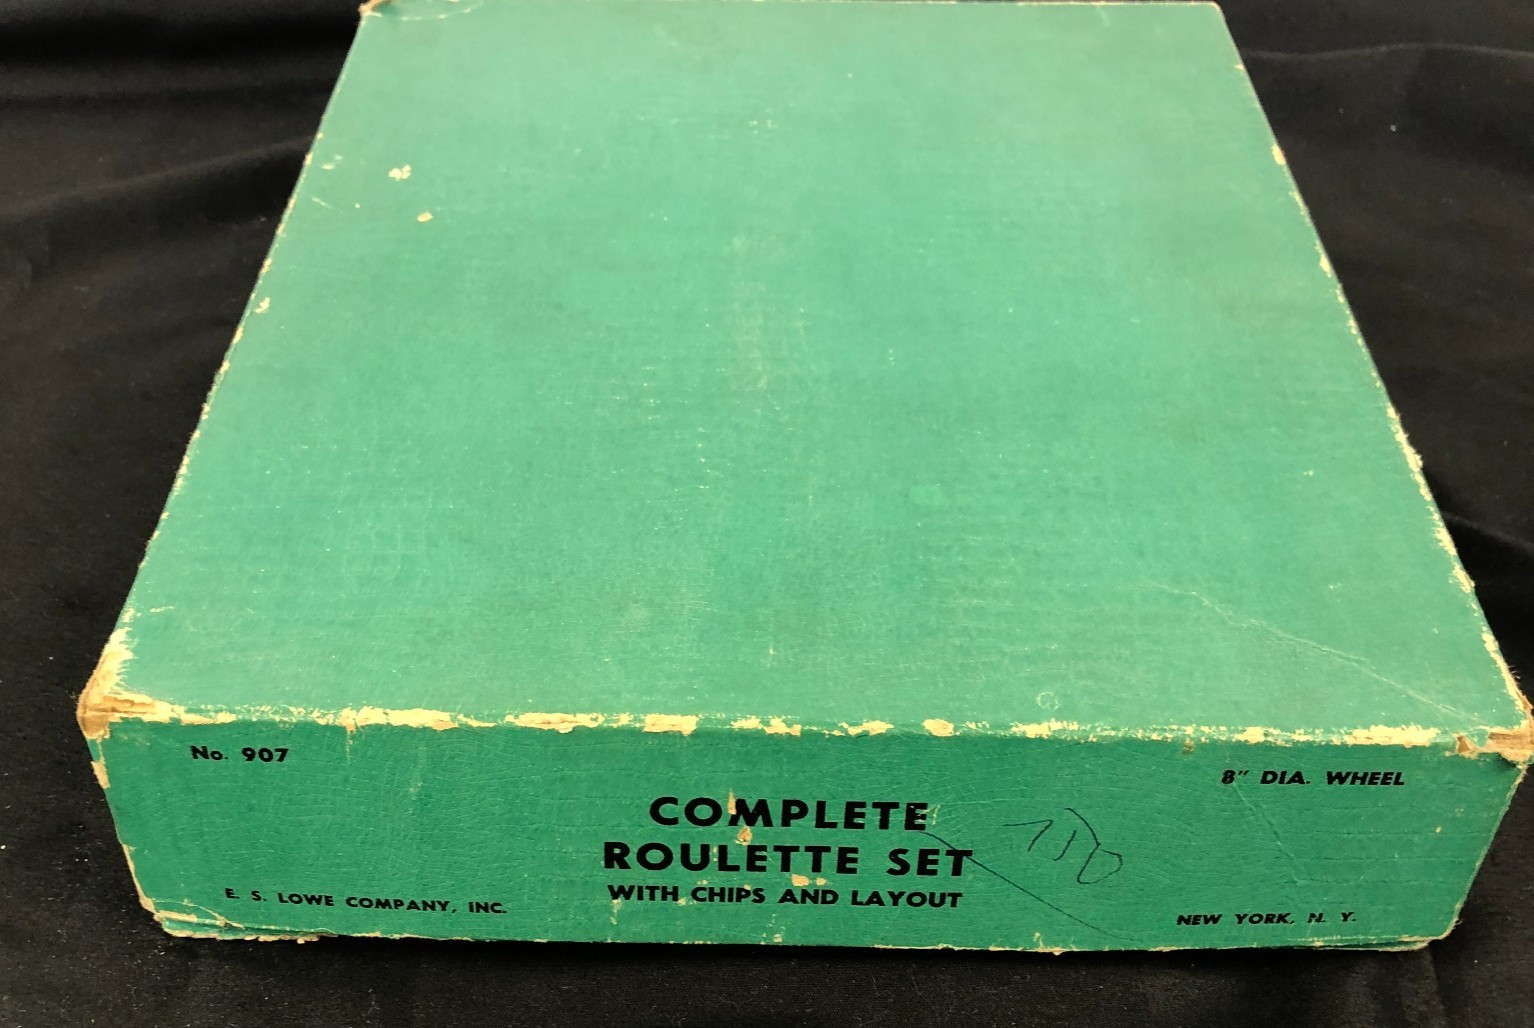 No. 907
8" DIA. WHEEL
COMPLETE
ROULETTE SET
WITH CHIPS AND LAYOUT
E. S. LOWE COMPANY, INC.
NEW YORK, N. Y.